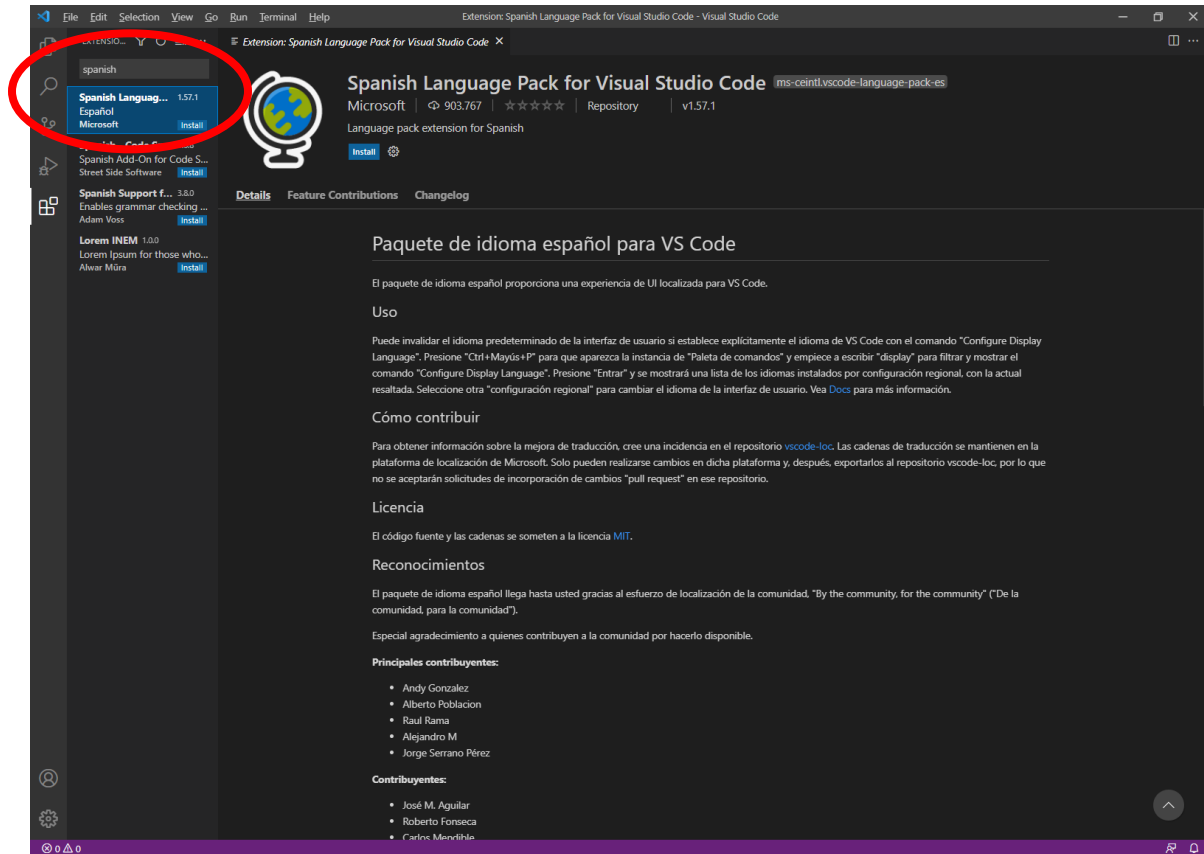 File Edit Selection View Go Run Terminal Help
Extension: Spanish Language Pack for Visual Studio Code - Visual Studio Code
Extension: Spanish Language Pack for Visual Studio Code
spanish
Spanish Languag... 1.57.1
Español
Microsoft Install
Spanish Add-On for Code S...
Street Side Software Install
Spanish Support f... 3.8.0
Enables grammar checking ...
Adam Voss Install
Lorem INEM 1.0.0
Lorem Ipsum for those who...
Alwar Mūra Install
Spanish Language Pack for Visual Studio Code ms-ceintl.vscode-language-pack-es
Microsoft 903.767 Repository v1.57.1
Language pack extension for Spanish
Install
Details Feature Contributions Changelog
Paquete de idioma español para VS Code
El paquete de idioma español proporciona una experiencia de UI localizada para VS Code.
Uso
Puede invalidar el idioma predeterminado de la interfaz de usuario si establece explícitamente el idioma de VS Code con el comando "Configure Display
Language". Presione "Ctrl+Mayús+P" para que aparezca la instancia de "Paleta de comandos" y empiece a escribir "display" para filtrar y mostrar el
comando "Configure Display Language". Presione "Entrar" y se mostrará una lista de los idiomas instalados por configuración regional, con la actual
resaltada. Seleccione otra "configuración regional" para cambiar el idioma de la interfaz de usuario. Vea Docs para más información.
Cómo contribuir
Para obtener información sobre la mejora de traducción, cree una incidencia en el repositorio vscode-loc. Las cadenas de traducción se mantienen en la
plataforma de localización de Microsoft. Solo pueden realizarse cambios en dicha plataforma y, después, exportarlos al repositorio vscode-loc, por lo que
no se aceptarán solicitudes de incorporación de cambios "pull request" en ese repositorio.
Licencia
El código fuente y las cadenas se someten a la licencia MIT.
Reconocimientos
El paquete de idioma español llega hasta usted gracias al esfuerzo de localización de la comunidad, "By the community, for the community" ("De la
comunidad, para la comunidad").
Especial agradecimiento a quienes contribuyen a la comunidad por hacerlo disponible.
Principales contribuyentes:
• Andy Gonzalez
• Alberto Poblacion
• Raul Rama
• Alejandro M
• Jorge Serrano Pérez
Contribuyentes:
• José M. Aguilar
• Roberto Fonseca
• Carlos Mendible
0 0